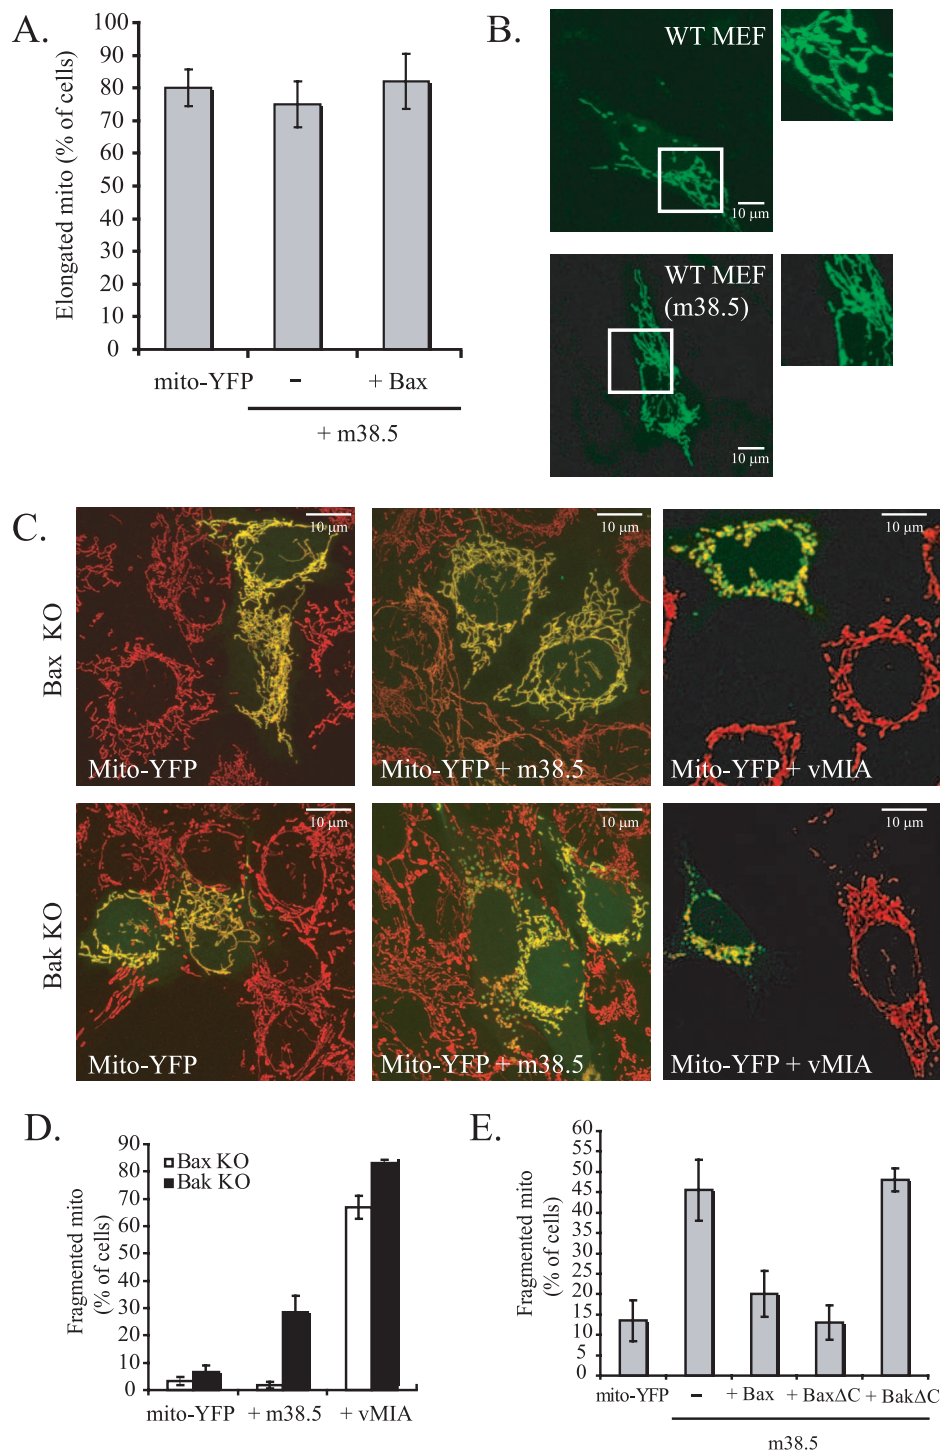 A.
Elongated mito (% of cells)
100
90
80
70
60
50
40
30
20
10
0
mito-YFP
–
+ Bax
+ m38.5
B.
WT MEF
10 μm
WT MEF
(m38.5)
10 μm
C.
Bax KO
10 μm
Mito-YFP
10 μm
Mito-YFP + m38.5
10 μm
Mito-YFP + vMIA
Bak KO
10 μm
Mito-YFP
10 μm
Mito-YFP + m38.5
10 μm
Mito-YFP + vMIA
D.
Fragmented mito
(% of cells)
90
80
70
60
50
40
30
20
10
0
Bax KO
Bak KO
mito-YFP
+ m38.5
+ vMIA
E.
Fragmented mito
(% of cells)
60
55
50
45
40
35
30
25
20
15
10
5
0
mito-YFP
–
+ Bax
+ BaxΔC
+ BakΔC
m38.5